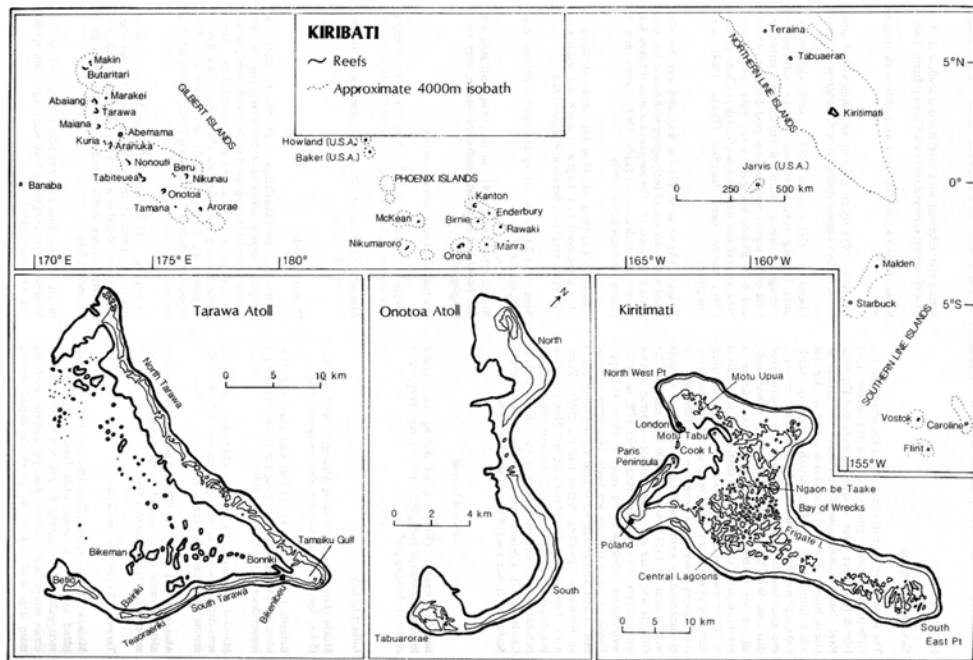 KIRIBATI
Reefs
Approximate 4000m isobath
Makin
Butaritari
Marakei
Abaiang
Tarawa
Maiana
Abemama
Kuria
Aranuka
Nonouti
Beru
Tabiteuea
Nikunau
Banaba
Onotoa
Tamana
Arorae
GILBERT ISLANDS
Howland (U.S.A.)
Baker (U.S.A.)
PHOENIX ISLANDS
Kanton
McKean
Birnie
Enderbury
Rawaki
Nikumaroro
Orona
Manra
Teraina
Tabuaeran
NORTHERN LINE ISLANDS
Kiritimati
Jarvis (U.S.A.)
0 250 500 km
5°N
0°
Malden
Starbuck
5°S
SOUTHERN LINE ISLANDS
Vostok
Caroline
Flint
170°E
175°E
180°
165°W
160°W
155°W
Tarawa Atoll
North Tarawa
0 5 10 km
Tamaiku Gulf
Bonriki
Bikeman
Betio
Bairiki
South Tarawa
Teaoraeriki
Bikenibeu
Onotoa Atoll
N
North
0 2 4 km
South
Tabuarorae
Kiritimati
North West Pt
Motu Upua
London
Motu Tabu
Cook I.
Paris
Peninsula
Ngaon be Taake
Bay of Wrecks
Poland
Frigate I.
Central Lagoons
0 5 10 km
South
East Pt